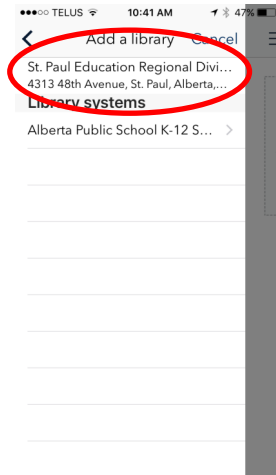 TELUS 10:41 AM 47%
Add a library Cancel
St. Paul Education Regional Divi...
4313 48th Avenue, St. Paul, Alberta,...
Library systems
Alberta Public School K-12 S...